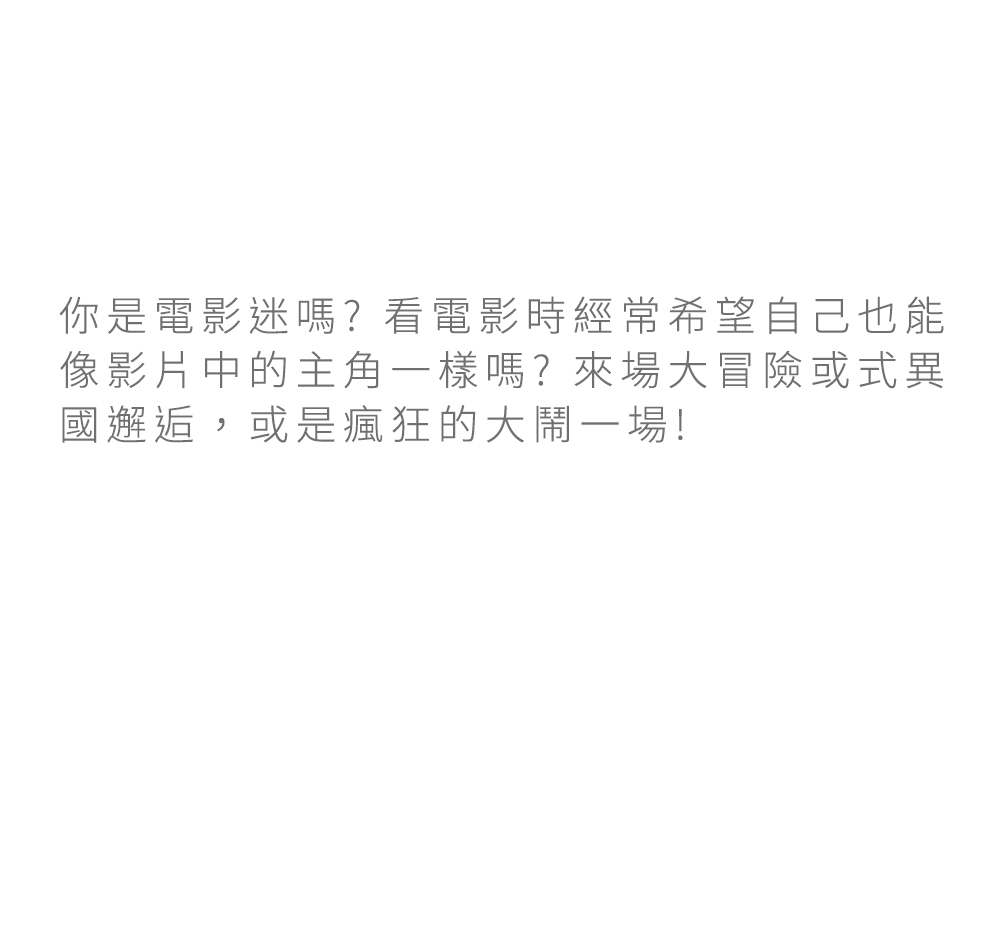 你是電影迷嗎? 看電影時經常希望自己也能
像影片中的主角一樣嗎? 來場大冒險或式異
國邂逅，或是瘋狂的大鬧一場!